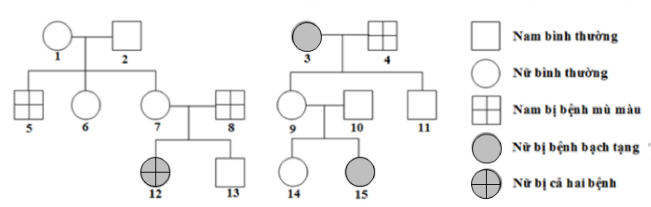 1 2 3 4 Nam bình thường
5 6 7 8 9 10 11 Nữ bình thường
Nam bị bệnh mù màu
12 13 14 15 Nữ bị bệnh bạch tạng
Nữ bị cả hai bệnh